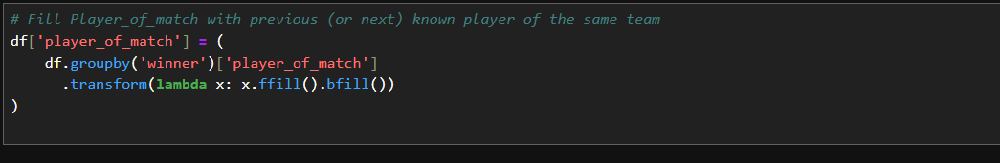 # Fill Player_of_match with previous (or next) known player of the same team
df['player_of_match'] = (
    df.groupby('winner')['player_of_match']
      .transform(lambda x: x.ffill().bfill())
)